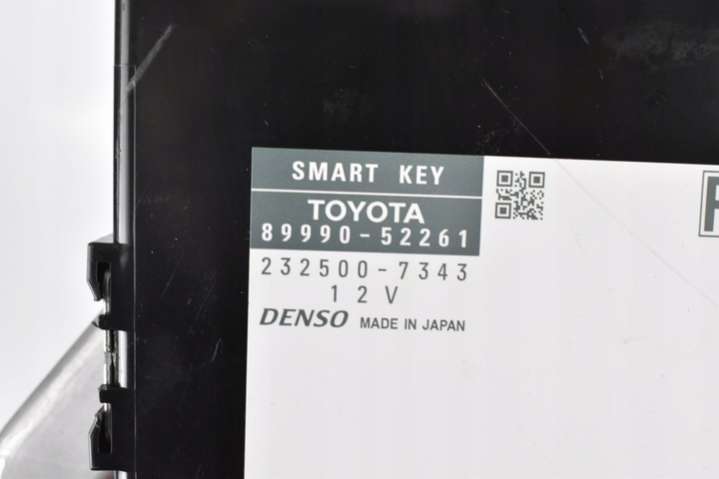 SMART KEY
TOYOTA
89990-52261
232500-7343
12V
DENSO MADE IN JAPAN